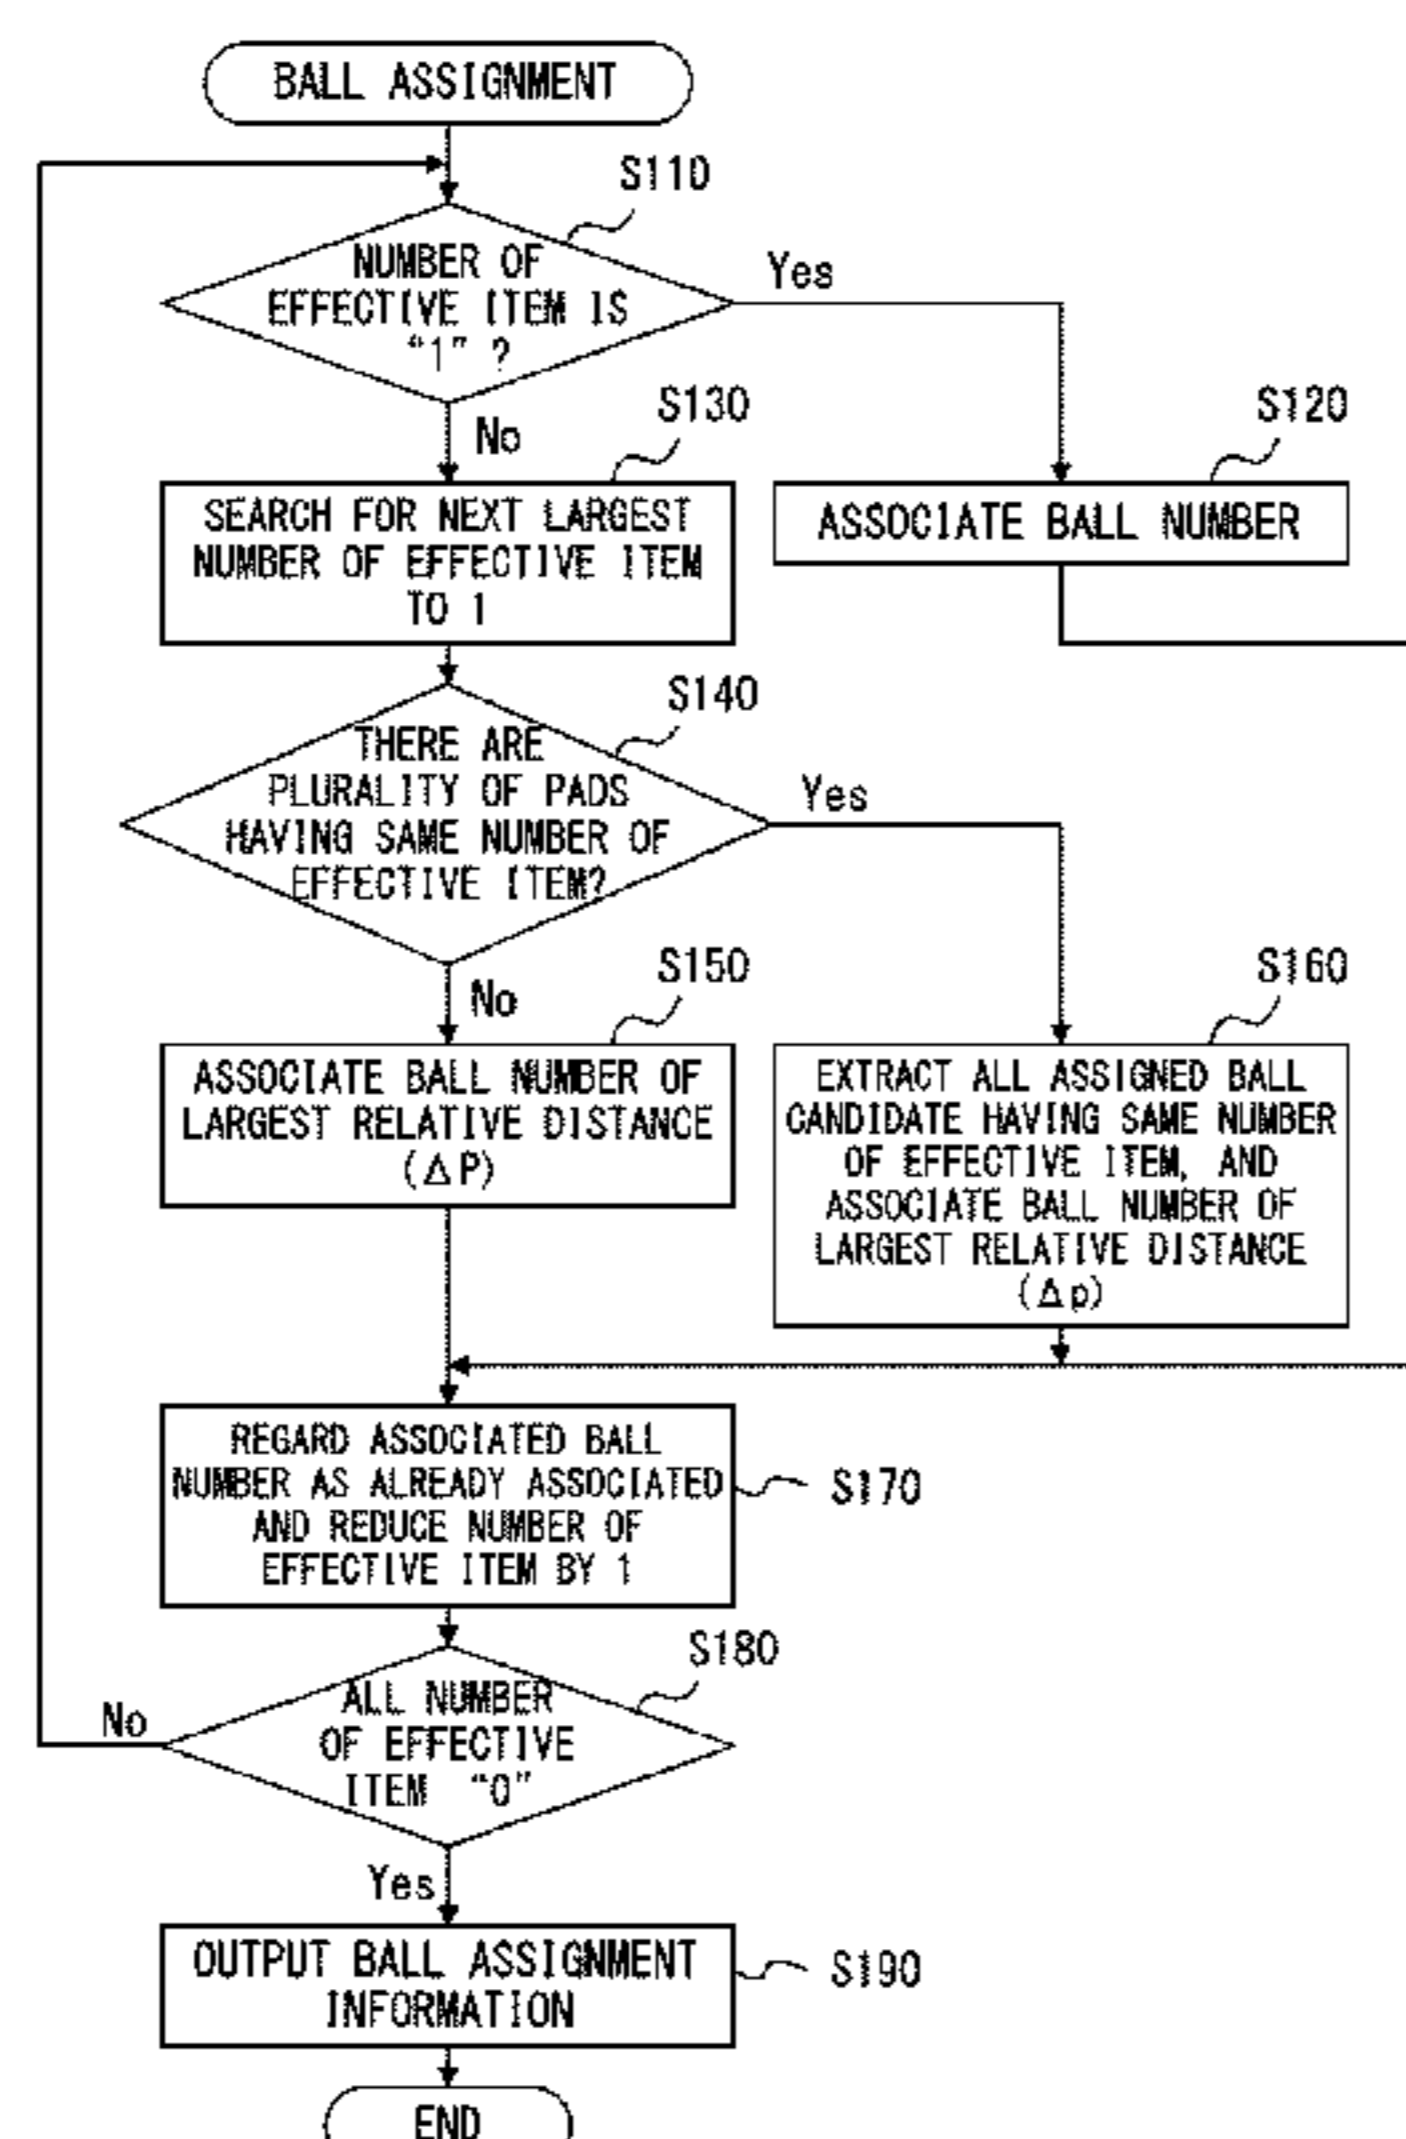 BALL ASSIGNMENT
S110
NUMBER OF
EFFECTIVE ITEM IS
“1” ?
Yes
No
S120
ASSOCIATE BALL NUMBER
S130
SEARCH FOR NEXT LARGEST
NUMBER OF EFFECTIVE ITEM
TO 1
S140
THERE ARE
PLURALITY OF PADS
HAVING SAME NUMBER OF
EFFECTIVE ITEM?
Yes
No
S150
ASSOCIATE BALL NUMBER OF
LARGEST RELATIVE DISTANCE
(ΔP)
S160
EXTRACT ALL ASSIGNED BALL
CANDIDATE HAVING SAME NUMBER
OF EFFECTIVE ITEM, AND
ASSOCIATE BALL NUMBER OF
LARGEST RELATIVE DISTANCE
(Δp)
REGARD ASSOCIATED BALL
NUMBER AS ALREADY ASSOCIATED
AND REDUCE NUMBER OF
EFFECTIVE ITEM BY 1
S170
S180
ALL NUMBER
OF EFFECTIVE
ITEM “0”
No
Yes
OUTPUT BALL ASSIGNMENT
INFORMATION
S190
END